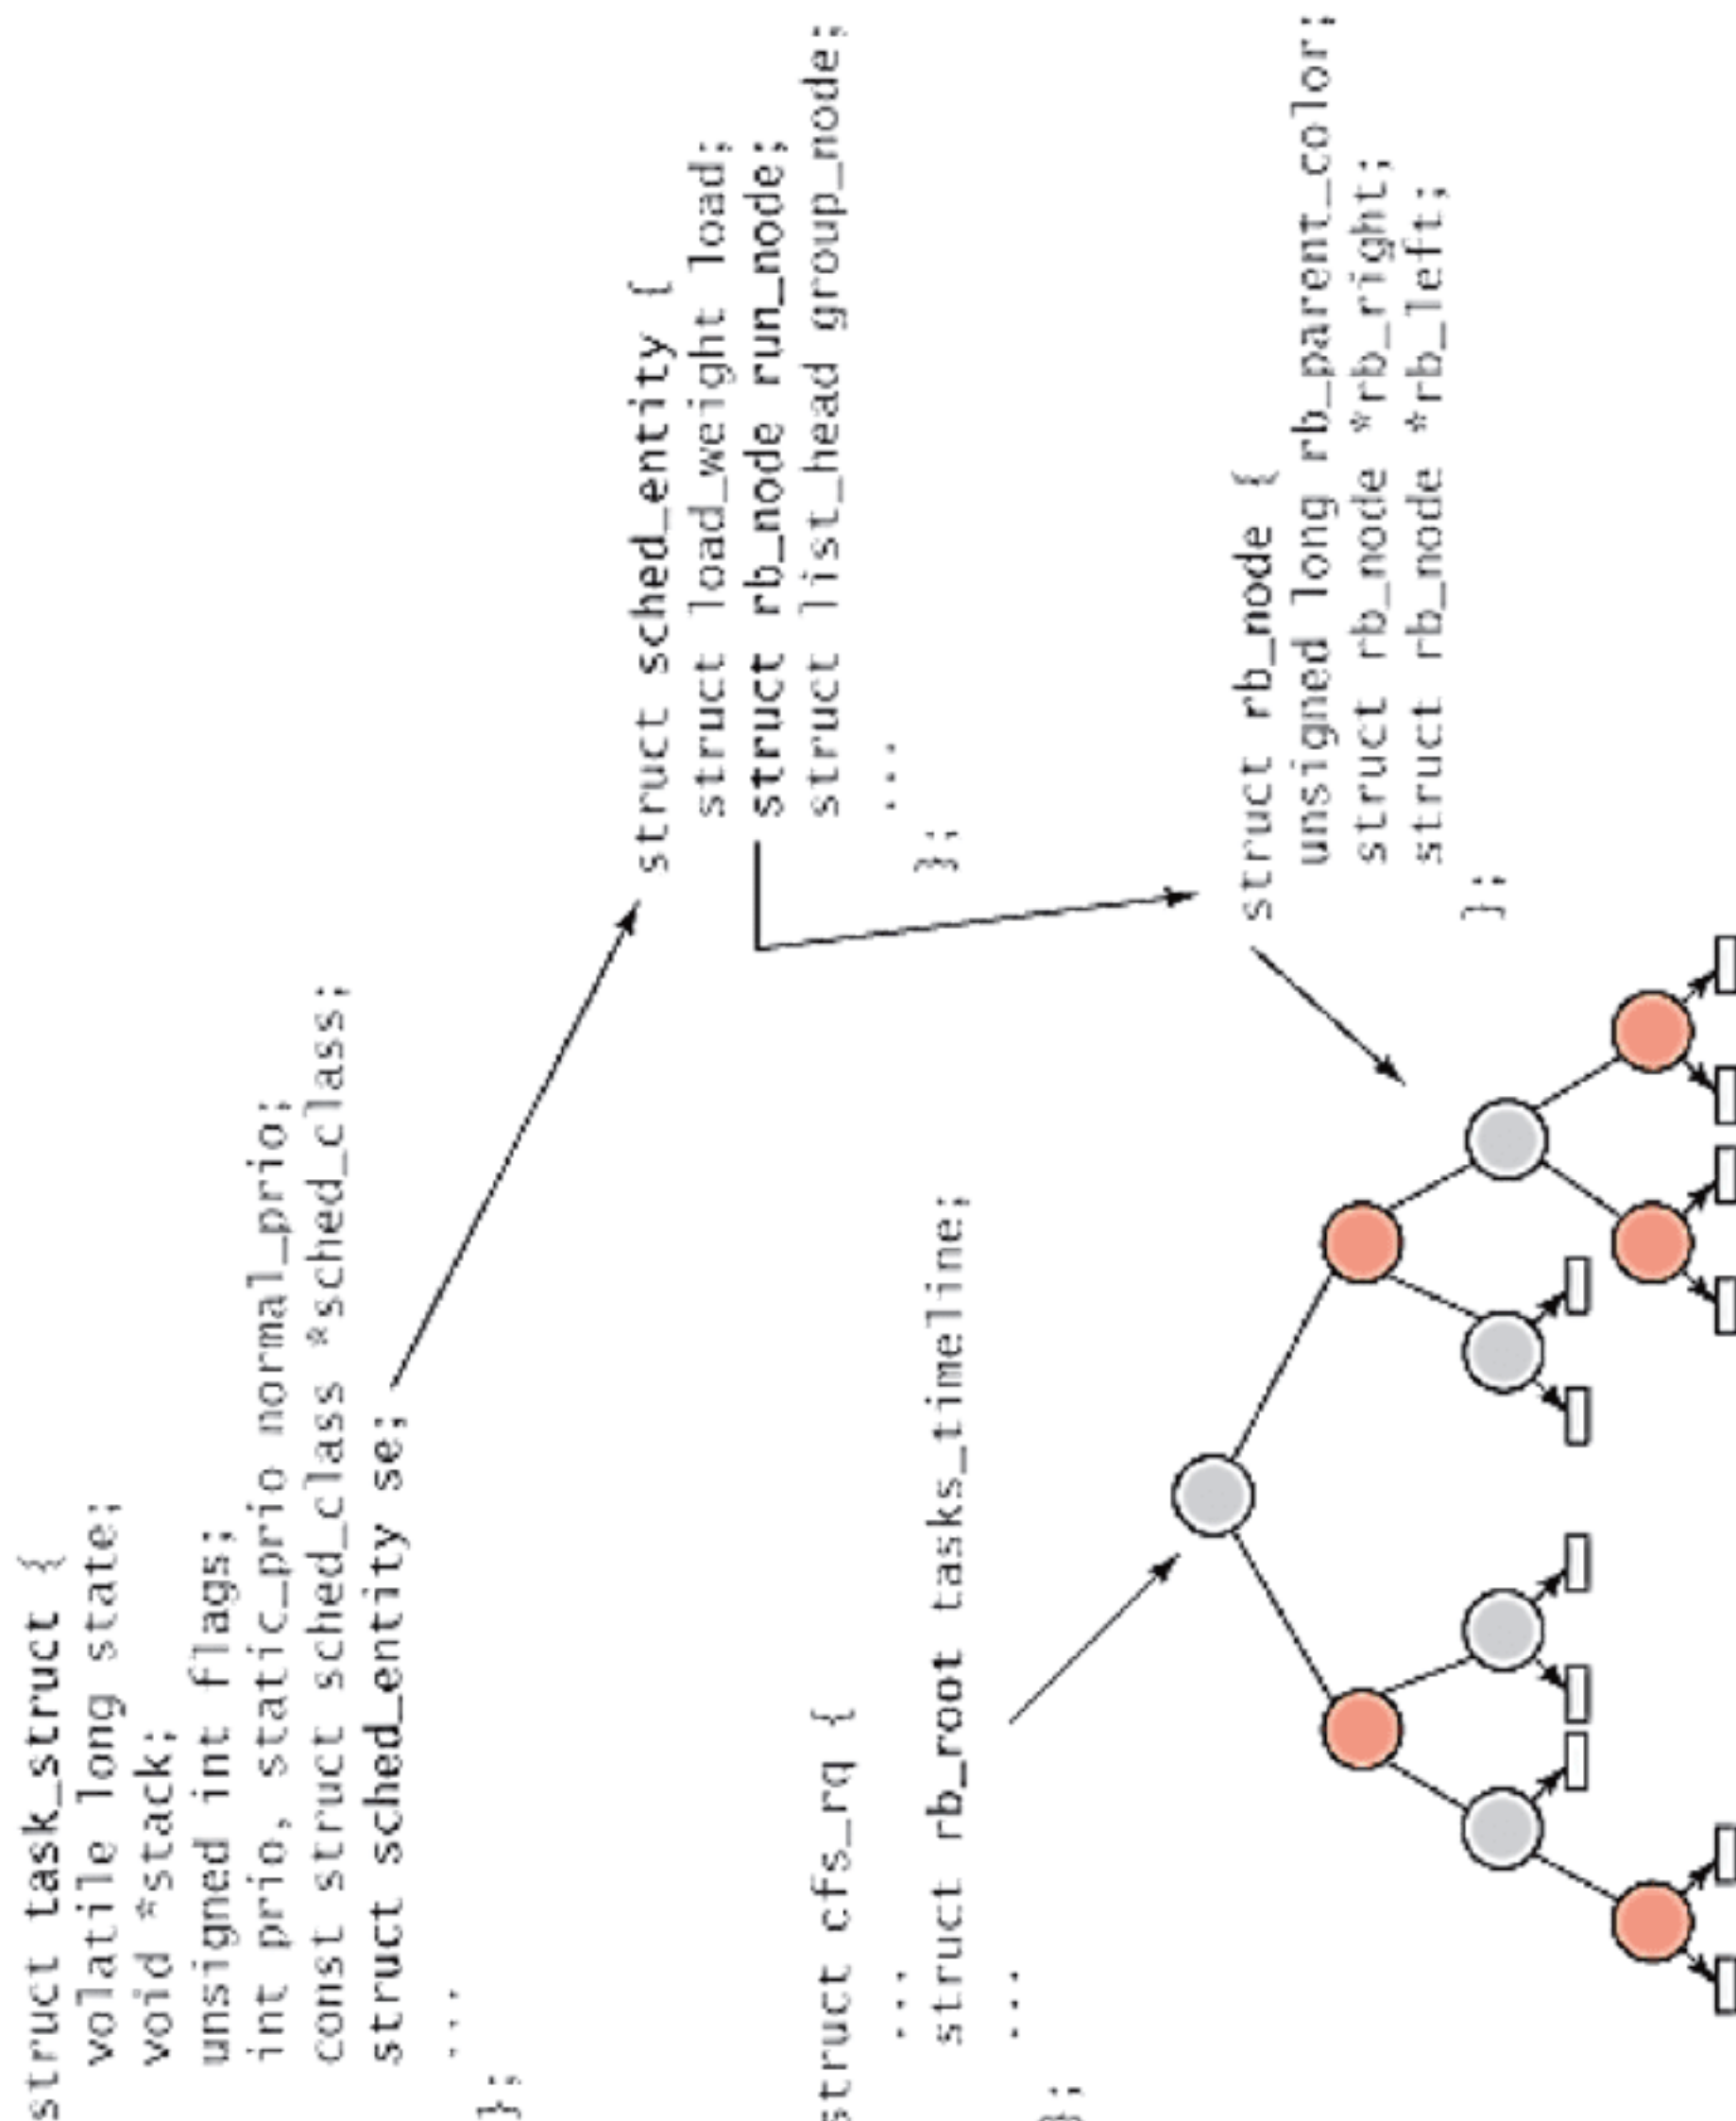 struct task_struct {
volatile long state;
void *stack;
unsigned int flags;
int prio, static_prio normal_prio;
const struct sched_class *sched_class;
struct sched_entity se;
...
};
struct sched_entity {
struct load_weight load;
struct rb_node run_node;
struct list_head group_node;
...
};
struct cfs_rq {
...
struct rb_root tasks_timeline;
...
};
struct rb_node {
unsigned long rb_parent_color;
struct rb_node *rb_right;
struct rb_node *rb_left;
};